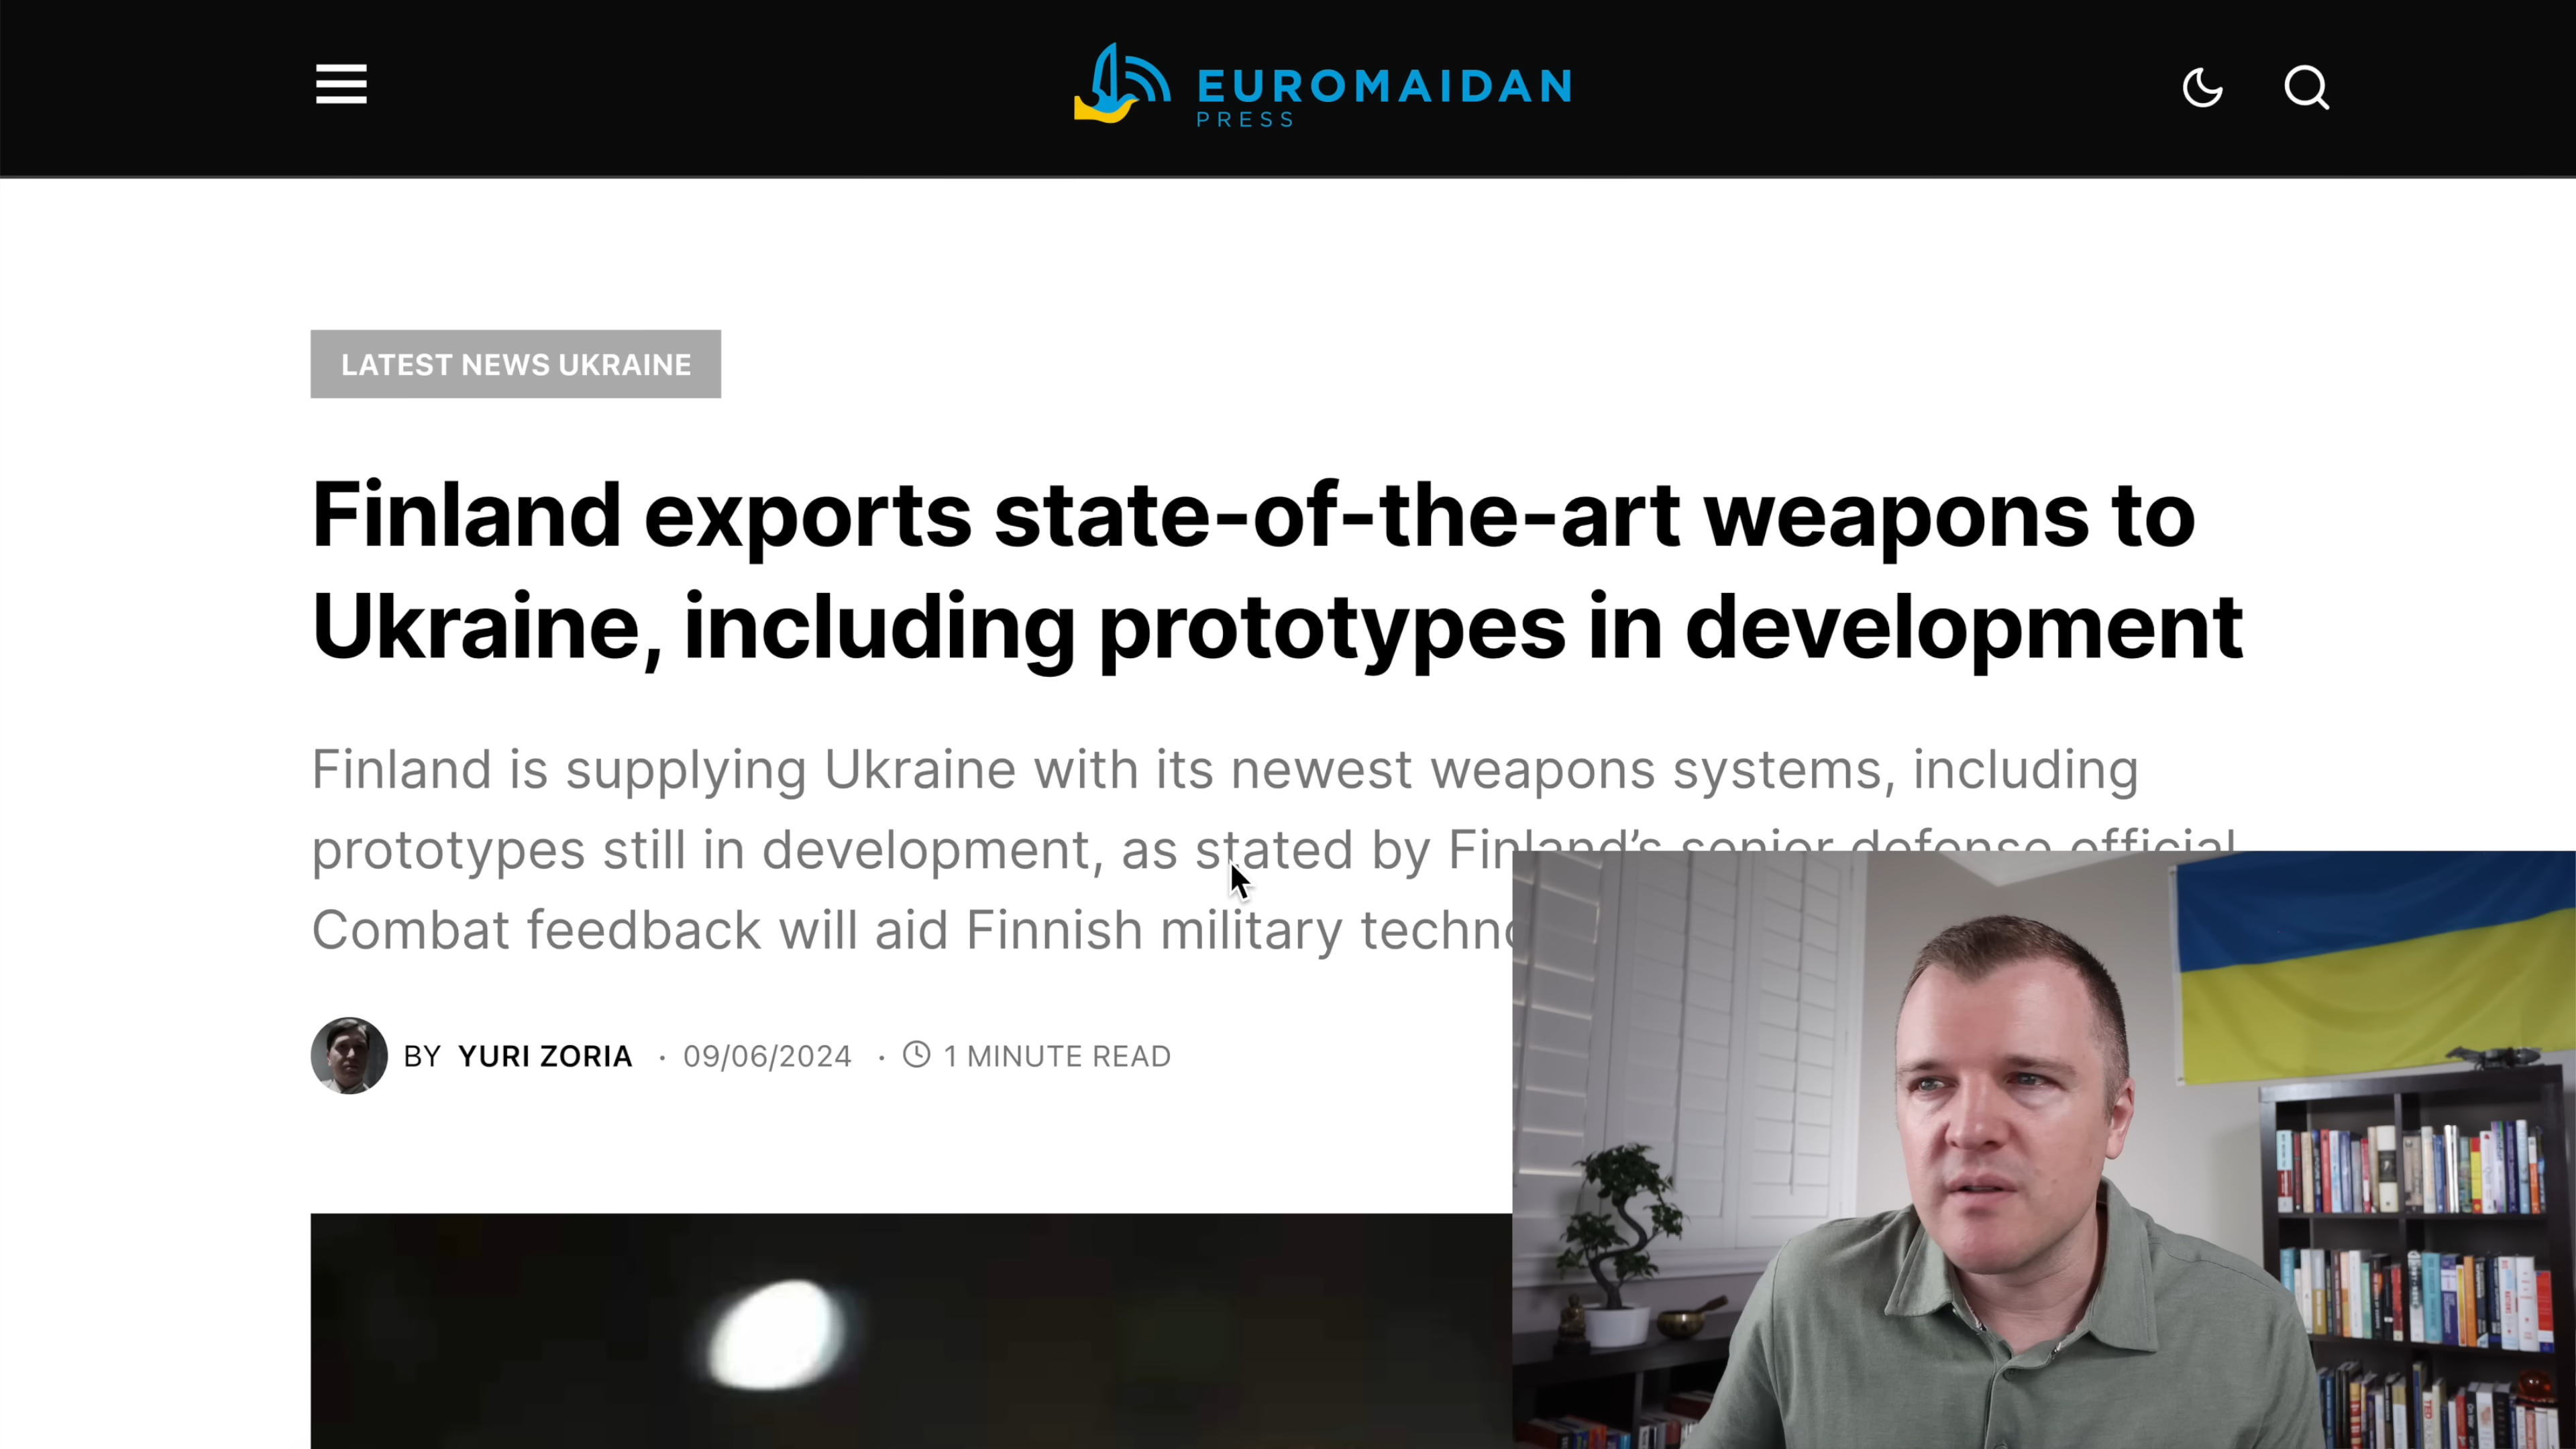 EUROMAIDAN
PRESS
LATEST NEWS UKRAINE
Finland exports state-of-the-art weapons to
Ukraine, including prototypes in development
Finland is supplying Ukraine with its newest weapons systems, including
prototypes still in development, as stated by Finland’s senior defense official
Combat feedback will aid Finnish military
BY YURI ZORIA · 09/06/2024 · 1 MINUTE READ